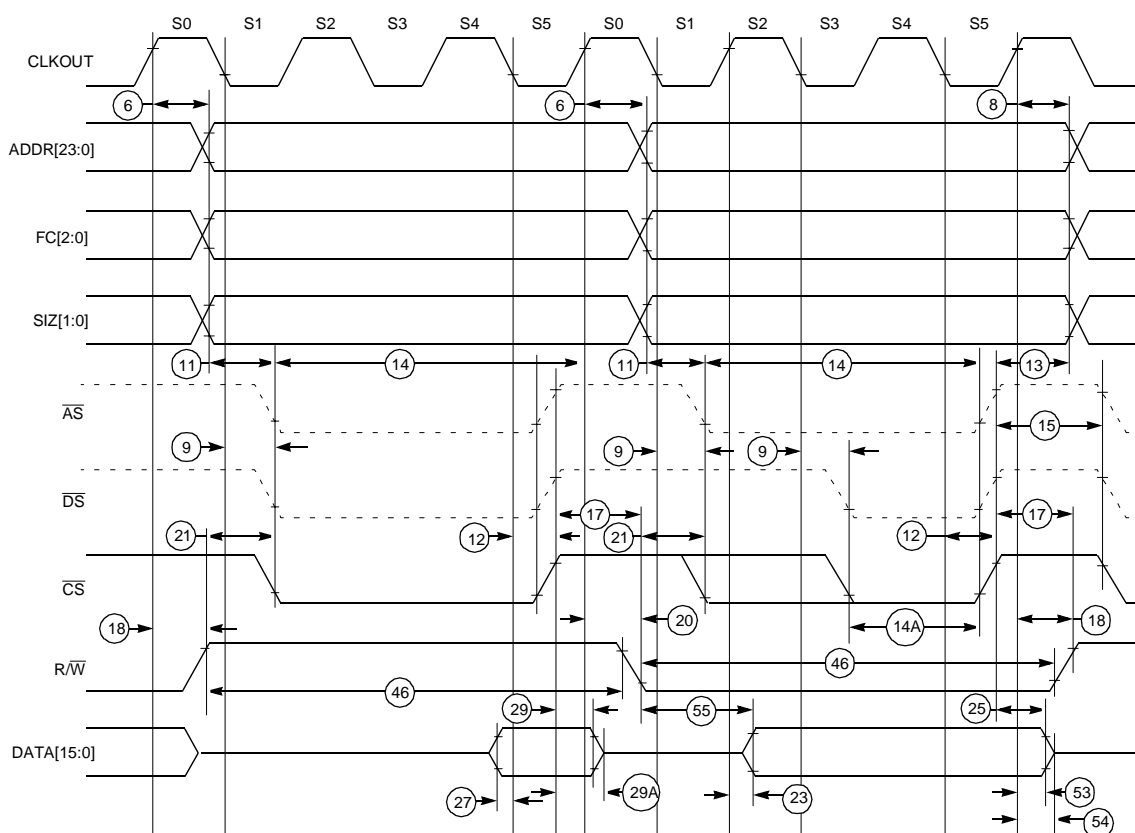 S0 S1 S2 S3 S4 S5 S0 S1 S2 S3 S4 S5
CLKOUT
6 6 8
ADDR[23:0]
FC[2:0]
SIZ[1:0]
11 14 11 14 13
AS
15
9 9 9
DS
17 17
21 12 21 12
CS
18 20 14A 18
R/W
46
46
29 55 25
DATA[15:0]
27 29A 23 53
54